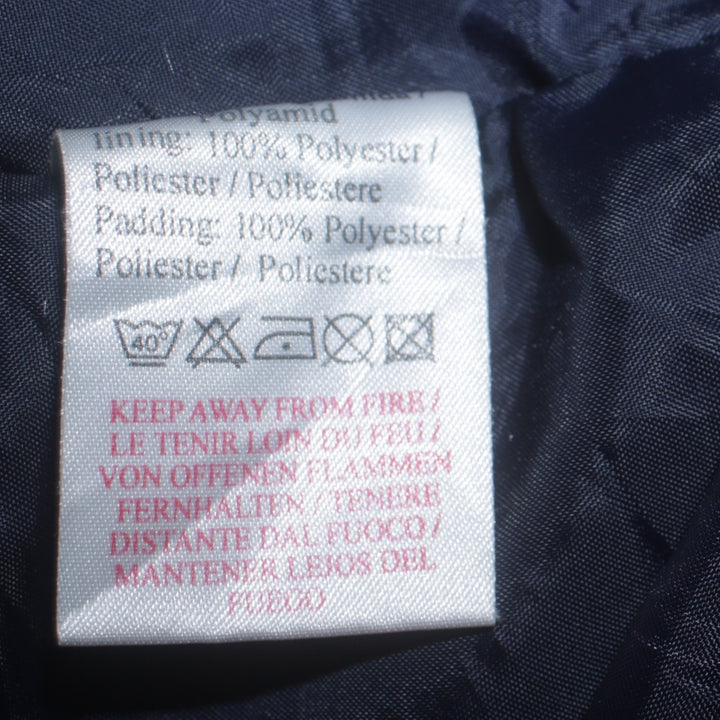 Polyamid
lining: 100% Polyester /
Poliester / Poliestere
Padding: 100% Polyester /
Poliester / Poliestere
40°
KEEP AWAY FROM FIRE /
LE TENIR LOIN DU FEU /
VON OFFENEN FLAMMEN
FERNHALTEN / TENERE
DISTANTE DAL FUOCO /
MANTENER LEJOS DEL
FUEGO